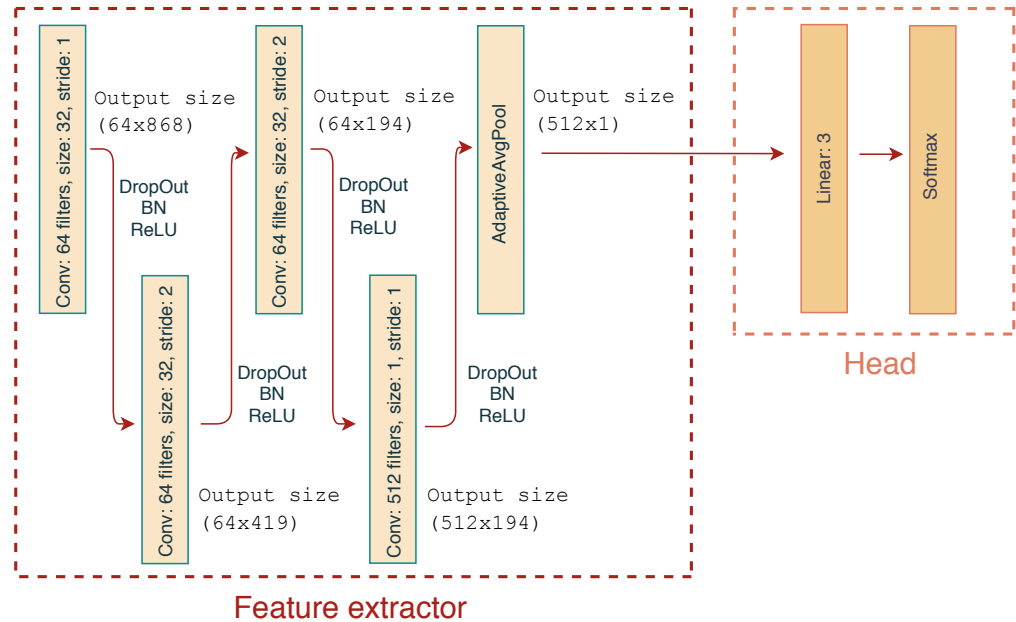 Conv: 64 filters, size: 32, stride: 1
Output size
(64x868)
DropOut
BN
ReLU
Conv: 64 filters, size: 32, stride: 2
Output size
(64x419)
DropOut
BN
ReLU
Conv: 64 filters, size: 32, stride: 2
Output size
(64x194)
DropOut
BN
ReLU
Conv: 512 filters, size: 1, stride: 1
Output size
(512x194)
DropOut
BN
ReLU
AdaptiveAvgPool
Output size
(512x1)
Feature extractor
Linear: 3
Softmax
Head